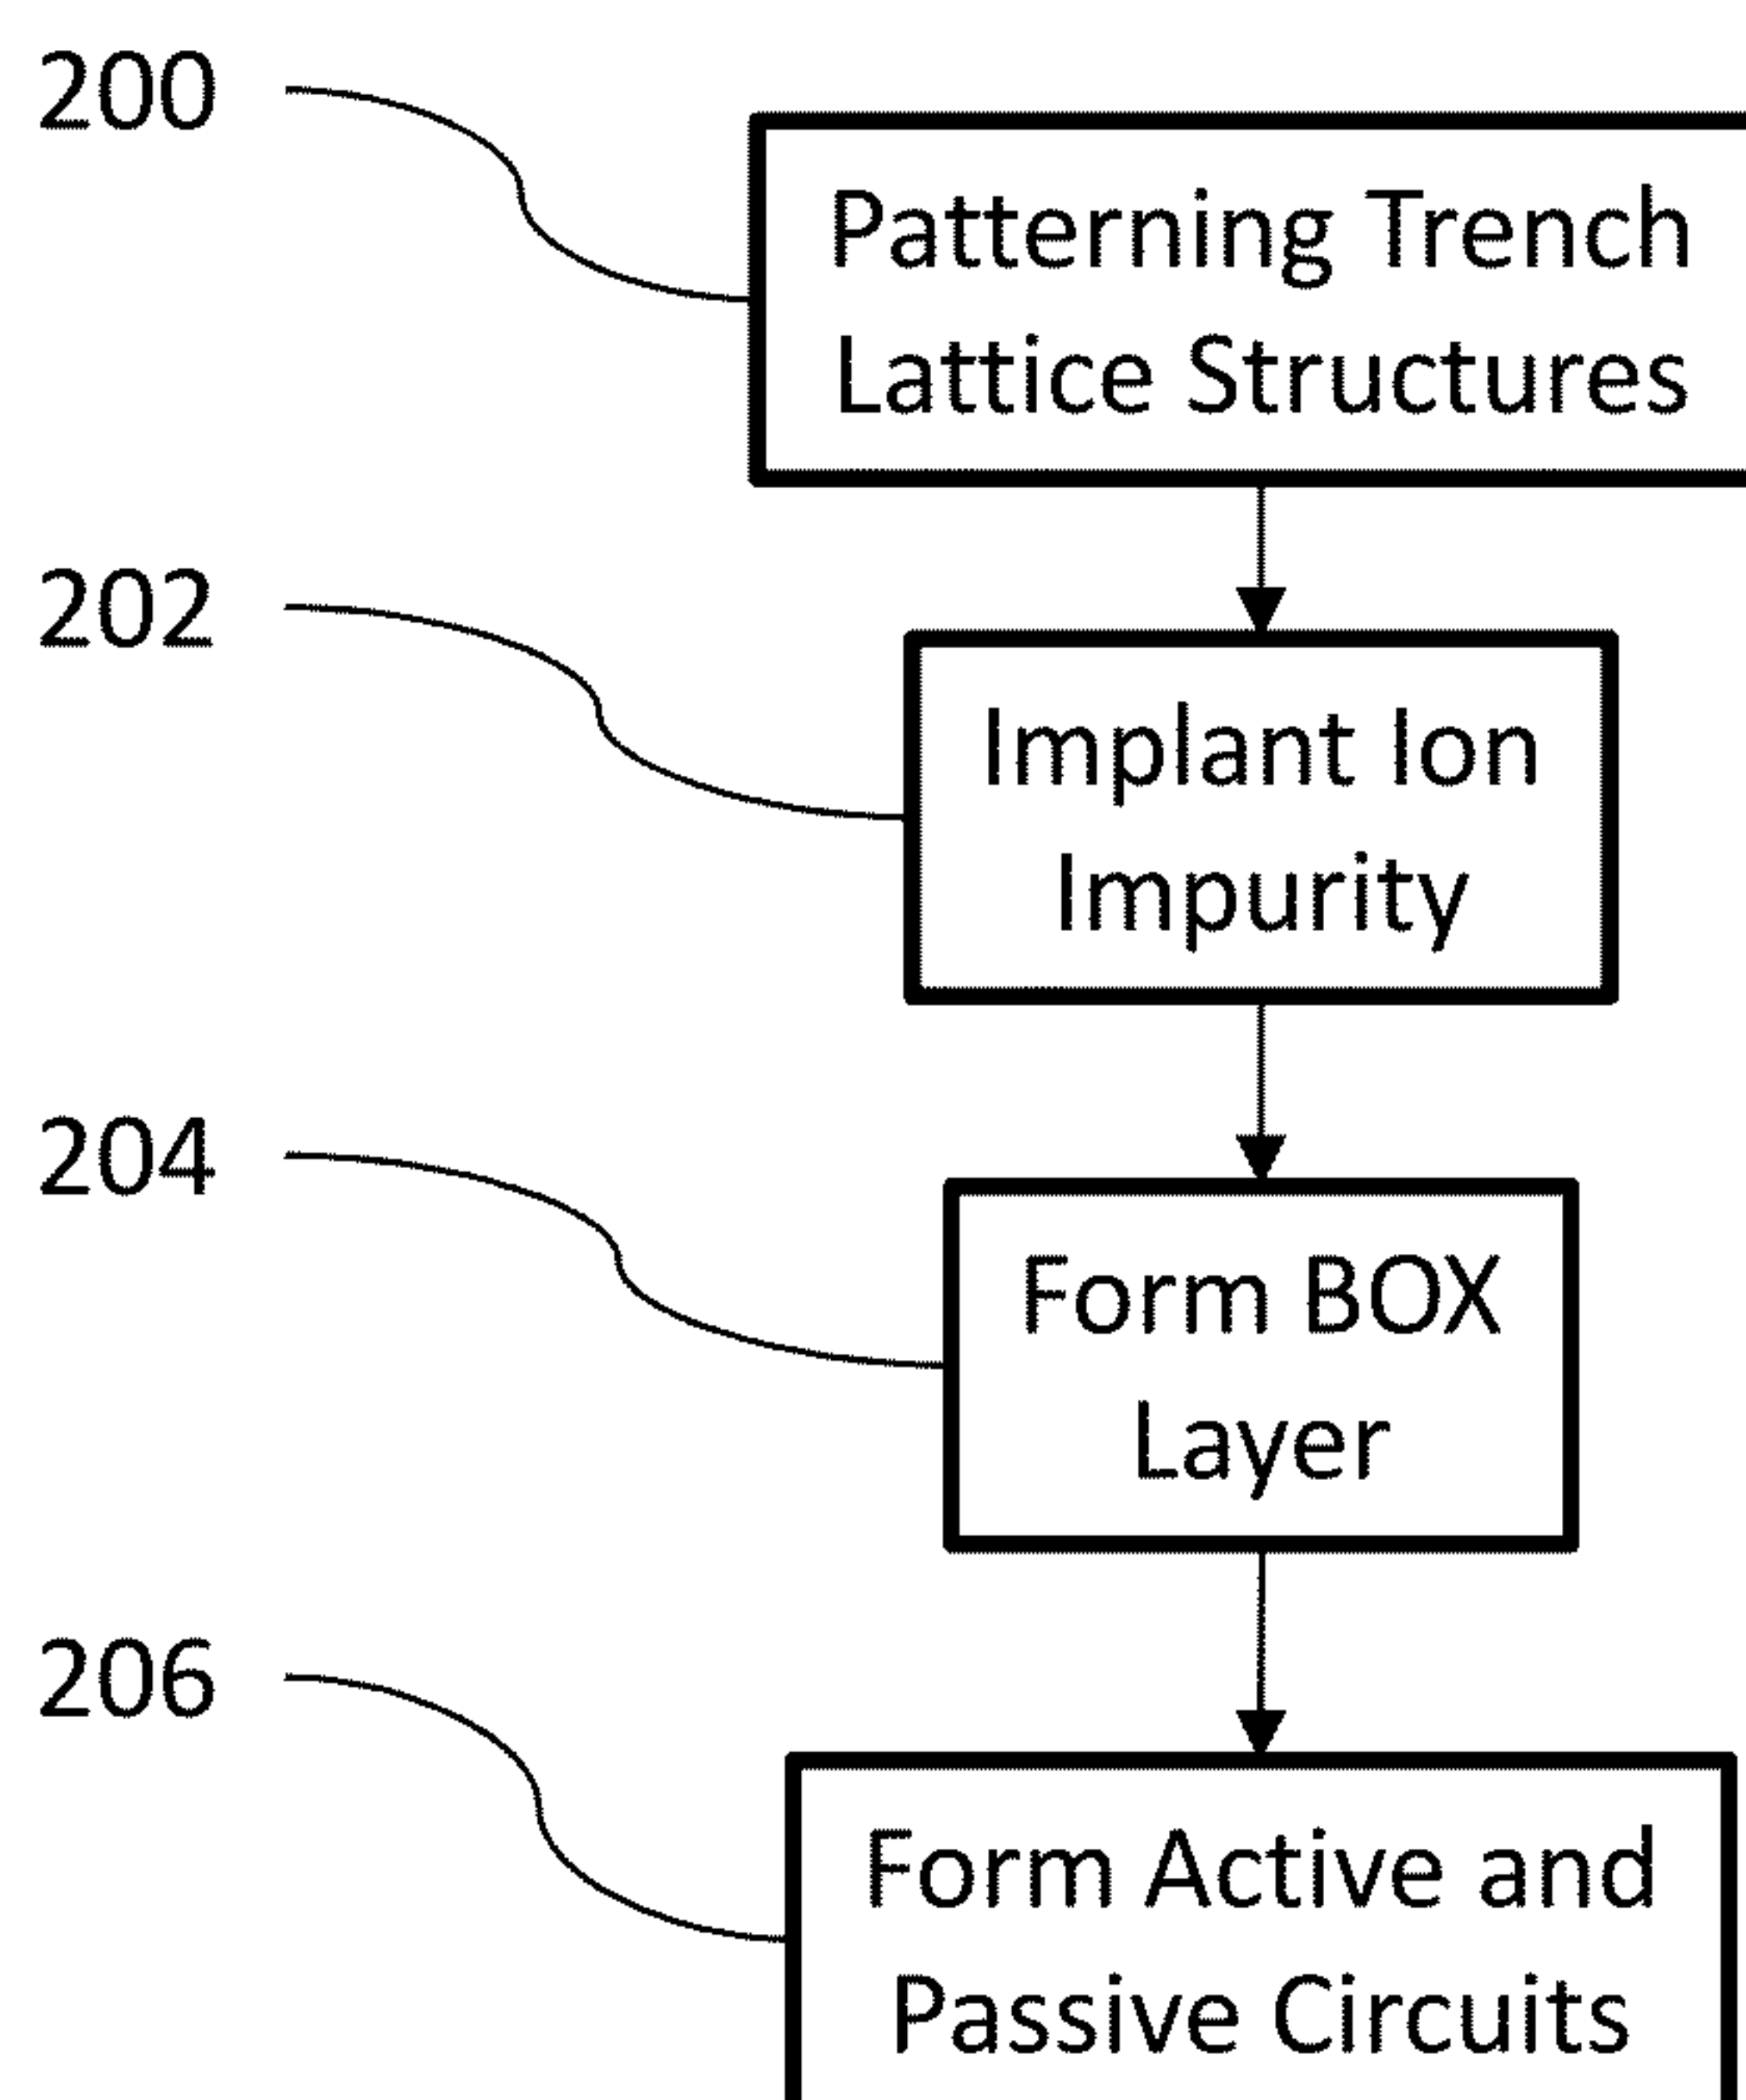 200
Patterning Trench
Lattice Structures
202
Implant Ion
Impurity
204
Form BOX
Layer
206
Form Active and
Passive Circuits